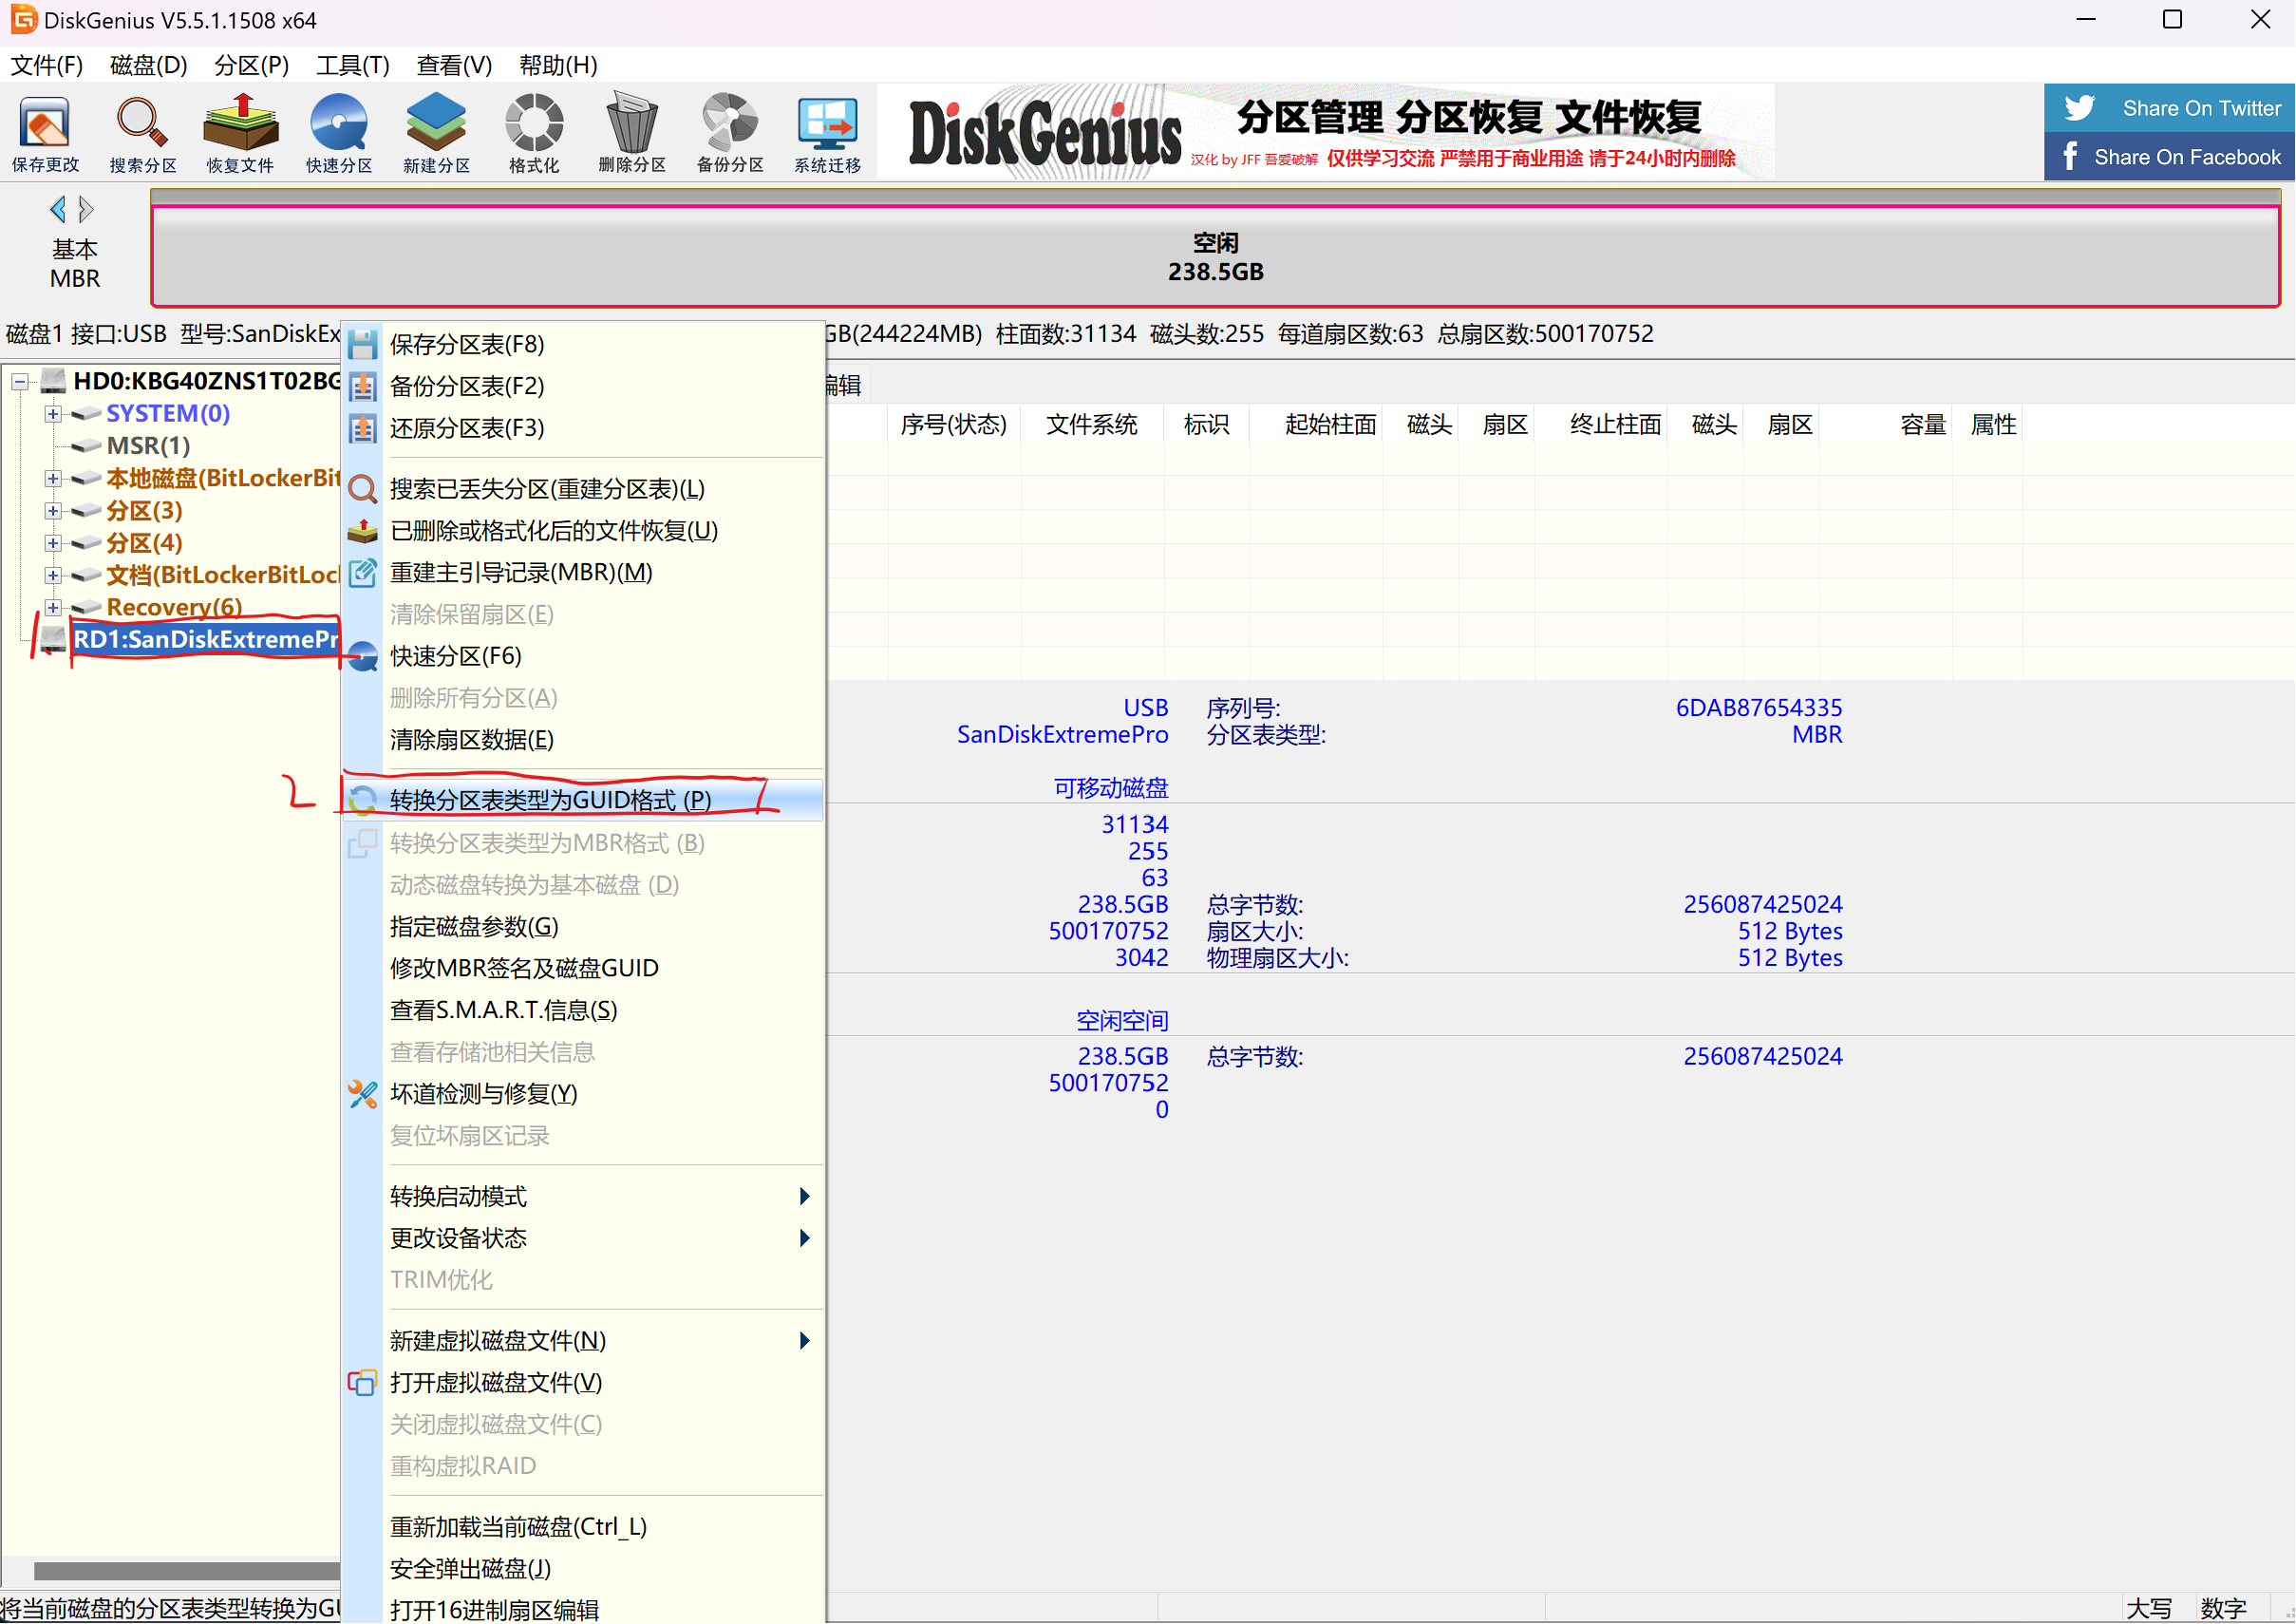 DiskGenius V5.5.1.1508 x64
文件(F) 磁盘(D) 分区(P) 工具(T) 查看(V) 帮助(H)
保存更改 搜索分区 恢复文件 快速分区 新建分区 格式化 删除分区 备份分区 系统迁移
DiskGenius
分区管理 分区恢复 文件恢复
汉化 by JFF 吾爱破解 仅供学习交流 严禁用于商业用途 请于24小时内删除
Share On Twitter
Share On Facebook
基本
MBR
空闲
238.5GB
磁盘1 接口:USB 型号:SanDiskEx
GB(244224MB) 柱面数:31134 磁头数:255 每道扇区数:63 总扇区数:500170752
HD0:KBG40ZNS1T02BG
SYSTEM(0)
MSR(1)
本地磁盘(BitLockerBit
分区(3)
分区(4)
文档(BitLockerBitLoc
Recovery(6)
RD1:SanDiskExtremePr
1
2
保存分区表(F8)
备份分区表(F2)
还原分区表(F3)
搜索已丢失分区(重建分区表)(L)
已删除或格式化后的文件恢复(U)
重建主引导记录(MBR)(M)
清除保留扇区(E)
快速分区(F6)
删除所有分区(A)
清除扇区数据(E)
转换分区表类型为GUID格式 (P)
转换分区表类型为MBR格式 (B)
动态磁盘转换为基本磁盘 (D)
指定磁盘参数(G)
修改MBR签名及磁盘GUID
查看S.M.A.R.T.信息(S)
查看存储池相关信息
坏道检测与修复(Y)
复位坏扇区记录
转换启动模式
更改设备状态
TRIM优化
新建虚拟磁盘文件(N)
打开虚拟磁盘文件(V)
关闭虚拟磁盘文件(C)
重构虚拟RAID
重新加载当前磁盘(Ctrl_L)
安全弹出磁盘(J)
打开16进制扇区编辑
编辑
序号(状态) 文件系统 标识 起始柱面 磁头 扇区 终止柱面 磁头 扇区 容量 属性
USB 序列号: 6DAB87654335
SanDiskExtremePro 分区表类型: MBR
可移动磁盘
31134
255
63
238.5GB 总字节数: 256087425024
500170752 扇区大小: 512 Bytes
3042 物理扇区大小: 512 Bytes
空闲空间
238.5GB 总字节数: 256087425024
500170752
0
将当前磁盘的分区表类型转换为GU
大写 数字